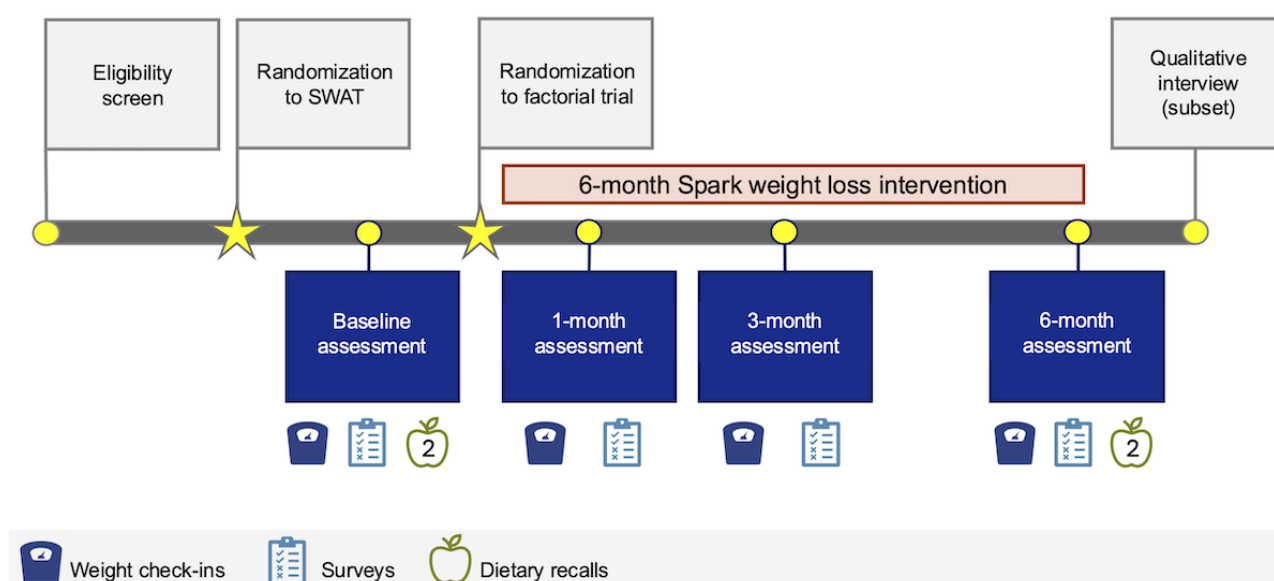 Eligibility
screen
Randomization
to SWAT
Randomization
to factorial trial
Qualitative
interview
(subset)
6-month Spark weight loss intervention
Baseline
assessment
1-month
assessment
3-month
assessment
6-month
assessment
2
2
Weight check-ins
Surveys
Dietary recalls